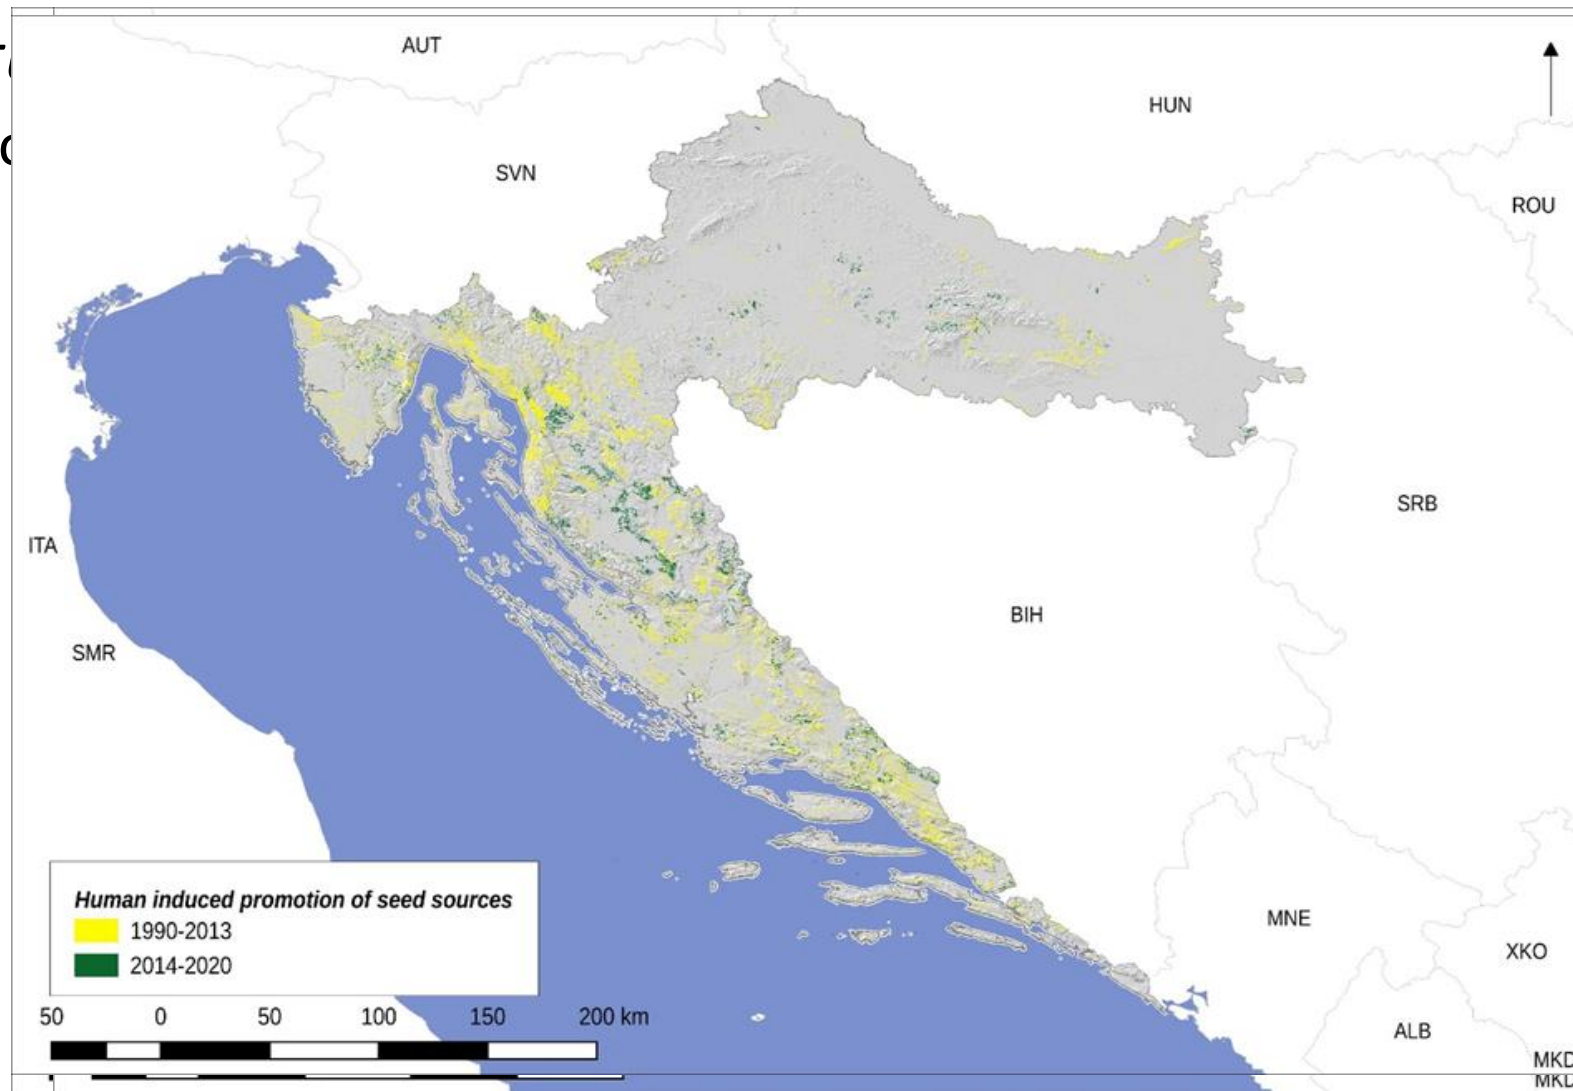 AUT
HUN
SVN
ROU
SRB
ITA
BIH
SMR
Human induced promotion of seed sources
1990-2013
2014-2020
MNE
XKO
50 0 50 100 150 200 km
ALB
MKD
MKD